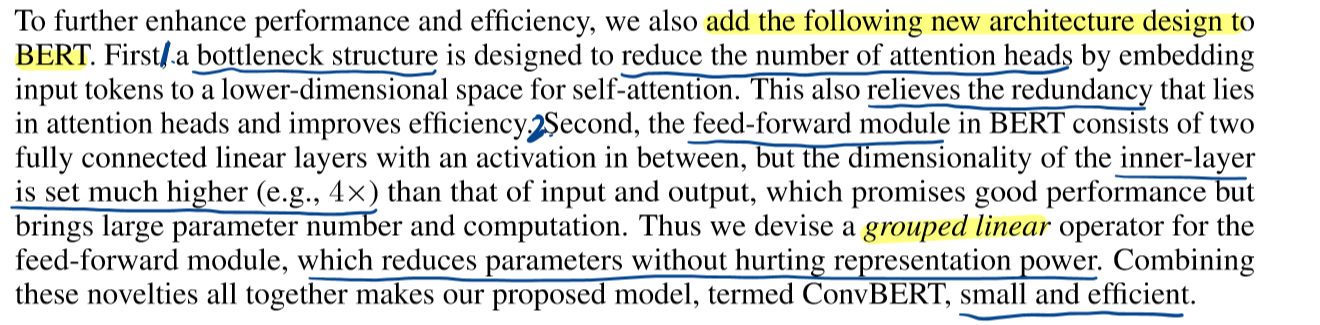 To further enhance performance and efficiency, we also add the following new architecture design to
BERT. First, a bottleneck structure is designed to reduce the number of attention heads by embedding
input tokens to a lower-dimensional space for self-attention. This also relieves the redundancy that lies
in attention heads and improves efficiency. 2 Second, the feed-forward module in BERT consists of two
fully connected linear layers with an activation in between, but the dimensionality of the inner-layer
is set much higher (e.g., 4×) than that of input and output, which promises good performance but
brings large parameter number and computation. Thus we devise a grouped linear operator for the
feed-forward module, which reduces parameters without hurting representation power. Combining
these novelties all together makes our proposed model, termed ConvBERT, small and efficient.